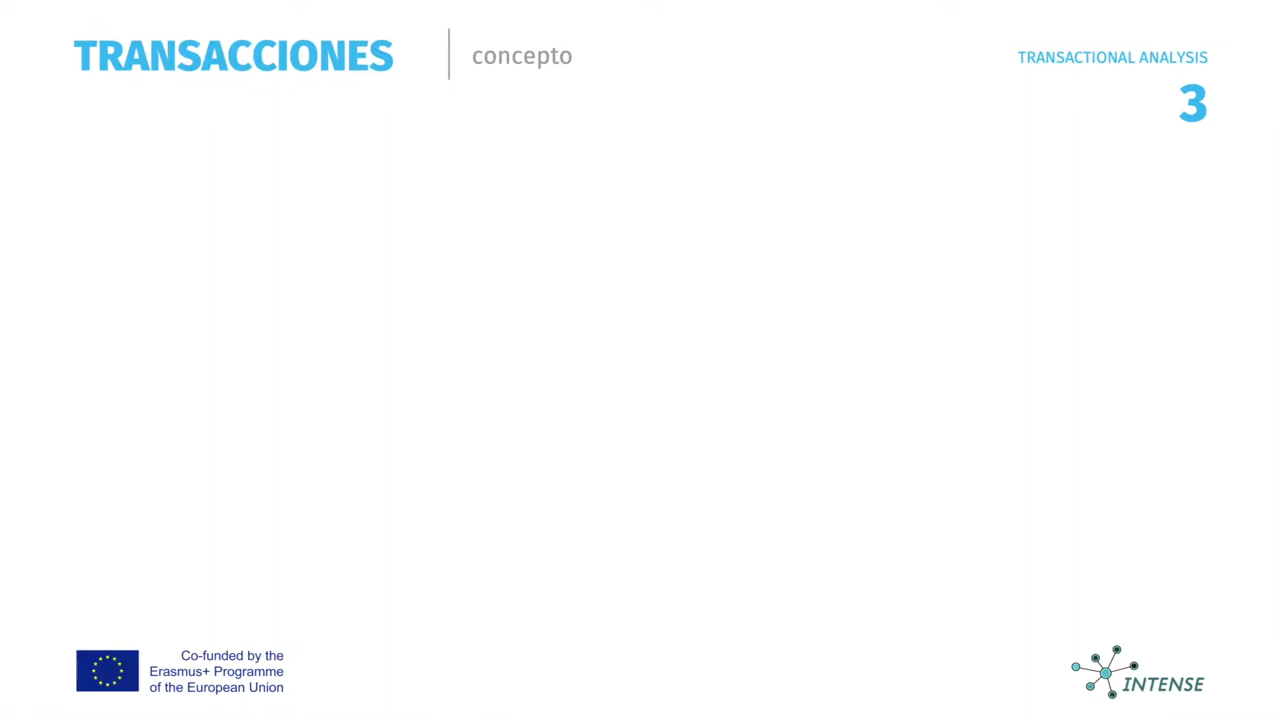 TRANSACCIONES
concepto
TRANSACTIONAL ANALYSIS
3
Co-funded by the
Erasmus+ Programme
of the European Union
INTENSE